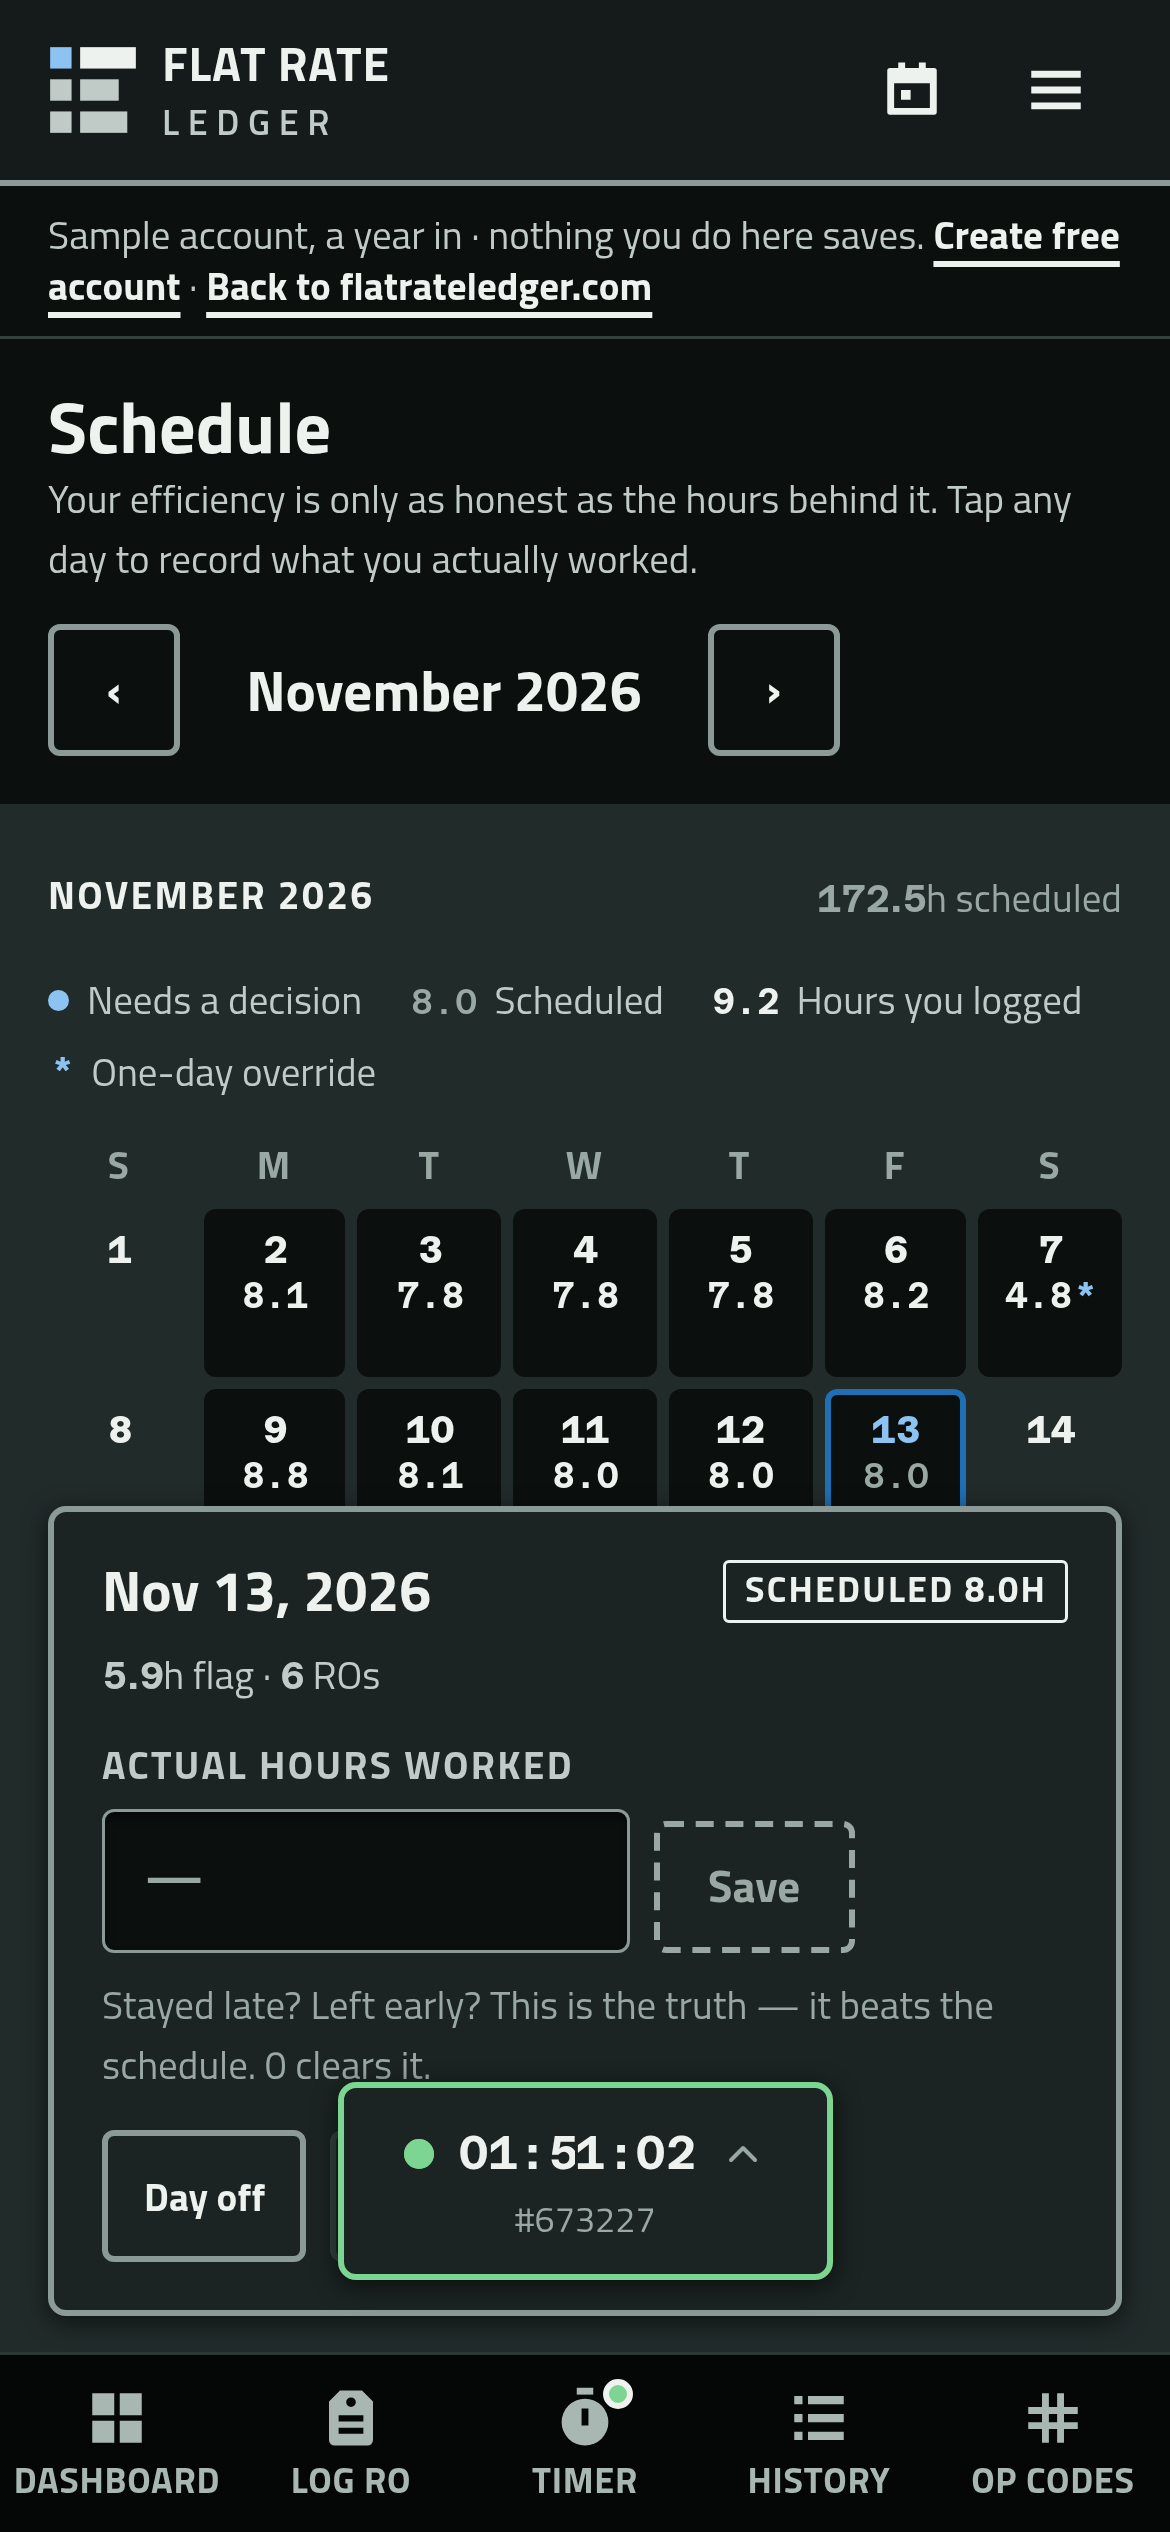 FLAT RATE
LEDGER
Sample account, a year in · nothing you do here saves. Create free
account · Back to flatrateledger.com
Schedule
Your efficiency is only as honest as the hours behind it. Tap any
day to record what you actually worked.
‹ November 2026 ›
NOVEMBER 2026 172.5h scheduled
Needs a decision 8.0 Scheduled 9.2 Hours you logged
* One-day override
S M T W T F S
1 2 3 4 5 6 7
8.1 7.8 7.8 7.8 8.2 4.8*
8 9 10 11 12 13 14
8.8 8.1 8.0 8.0 8.0
Nov 13, 2026 SCHEDULED 8.0H
5.9h flag · 6 ROs
ACTUAL HOURS WORKED
— Save
Stayed late? Left early? This is the truth — it beats the
schedule. 0 clears it.
Day off
01:51:02
#673227
DASHBOARD LOG RO TIMER HISTORY OP CODES